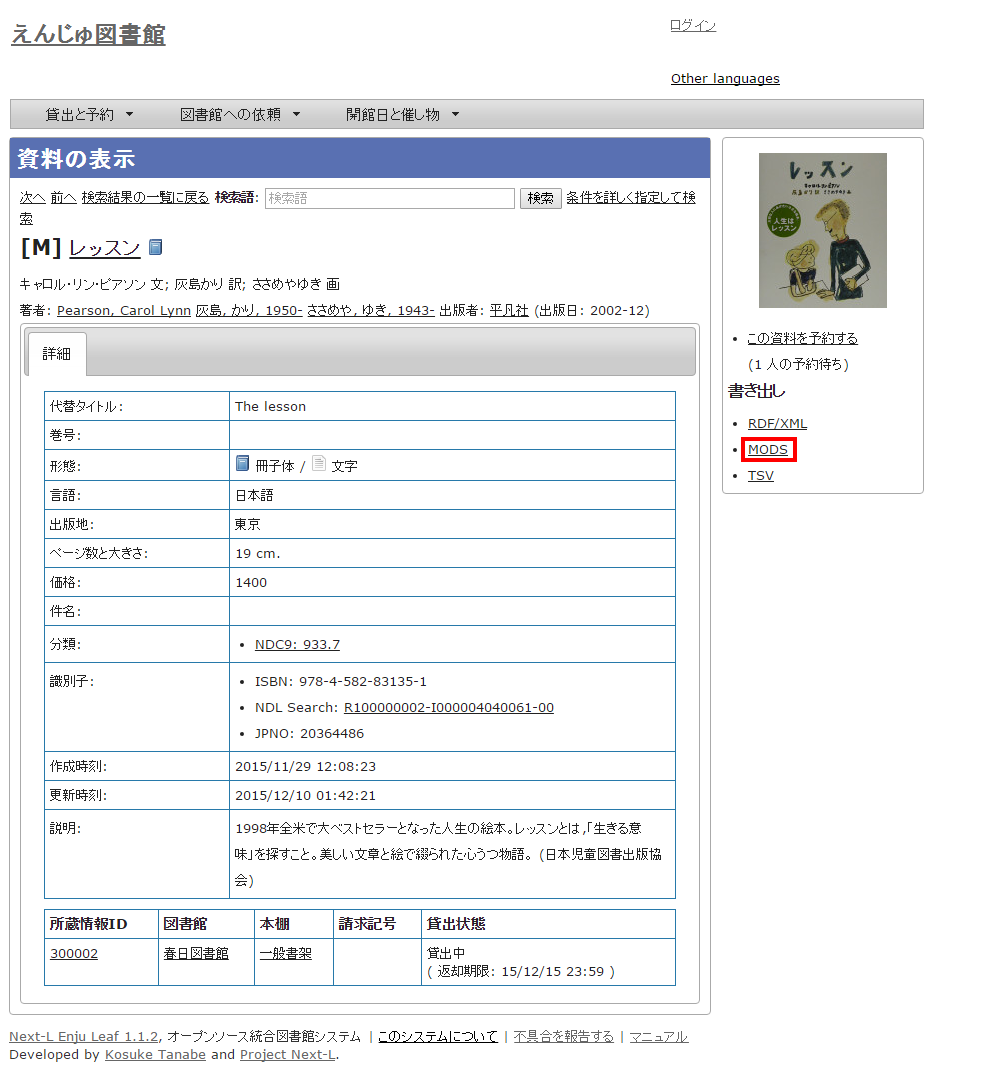 えんじゅ図書館
ログイン
Other languages
貸出と予約 ▼ 図書館への依頼 ▼ 開館日と催し物 ▼
資料の表示
次へ 前へ 検索結果の一覧に戻る 検索語: 検索語 検索 条件を詳しく指定して検
索
[M] レッスン
キャロル・リン・ピアソン 文; 灰島かり 訳; ささめやゆき 画
著者: Pearson, Carol Lynn 灰島, かり, 1950- ささめや, ゆき, 1943- 出版者: 平凡社 (出版日: 2002-12)
詳細
代替タイトル: The lesson
巻号:
形態: 冊子体 / 文字
言語: 日本語
出版地: 東京
ページ数と大きさ: 19 cm.
価格: 1400
件名:
分類: • NDC9: 933.7
識別子: • ISBN: 978-4-582-83135-1
• NDL Search: R100000002-I000004040061-00
• JPNO: 20364486
作成時刻: 2015/11/29 12:08:23
更新時刻: 2015/12/10 01:42:21
説明: 1998年全米で大ベストセラーとなった人生の絵本。レッスンとは,「生きる意
味」を探すこと。美しい文章と絵で綴られた心うつ物語。 (日本児童図書出版協
会)
所蔵情報ID 図書館 本棚 請求記号 貸出状態
300002 春日図書館 一般書架 貸出中
( 返却期限: 15/12/15 23:59 )
レッスン
人生は
レッスン
• この資料を予約する
(1 人の予約待ち)
書き出し
• RDF/XML
• MODS
• TSV
Next-L Enju Leaf 1.1.2, オープンソース統合図書館システム | このシステムについて | 不具合を報告する | マニュアル
Developed by Kosuke Tanabe and Project Next-L.